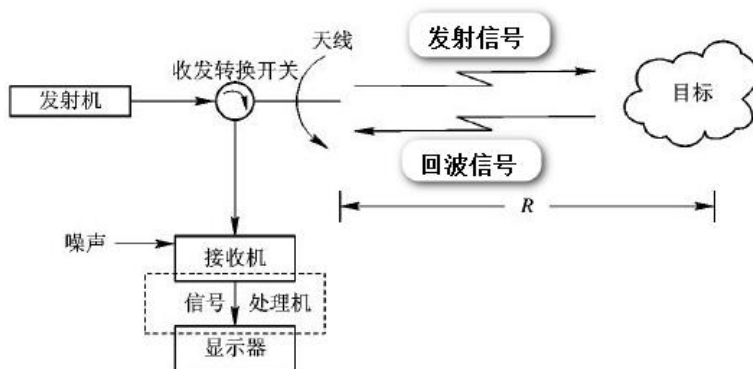 天线
发射信号
收发转换开关
发射机
目标
回波信号
R
噪声
接收机
信号 处理机
显示器